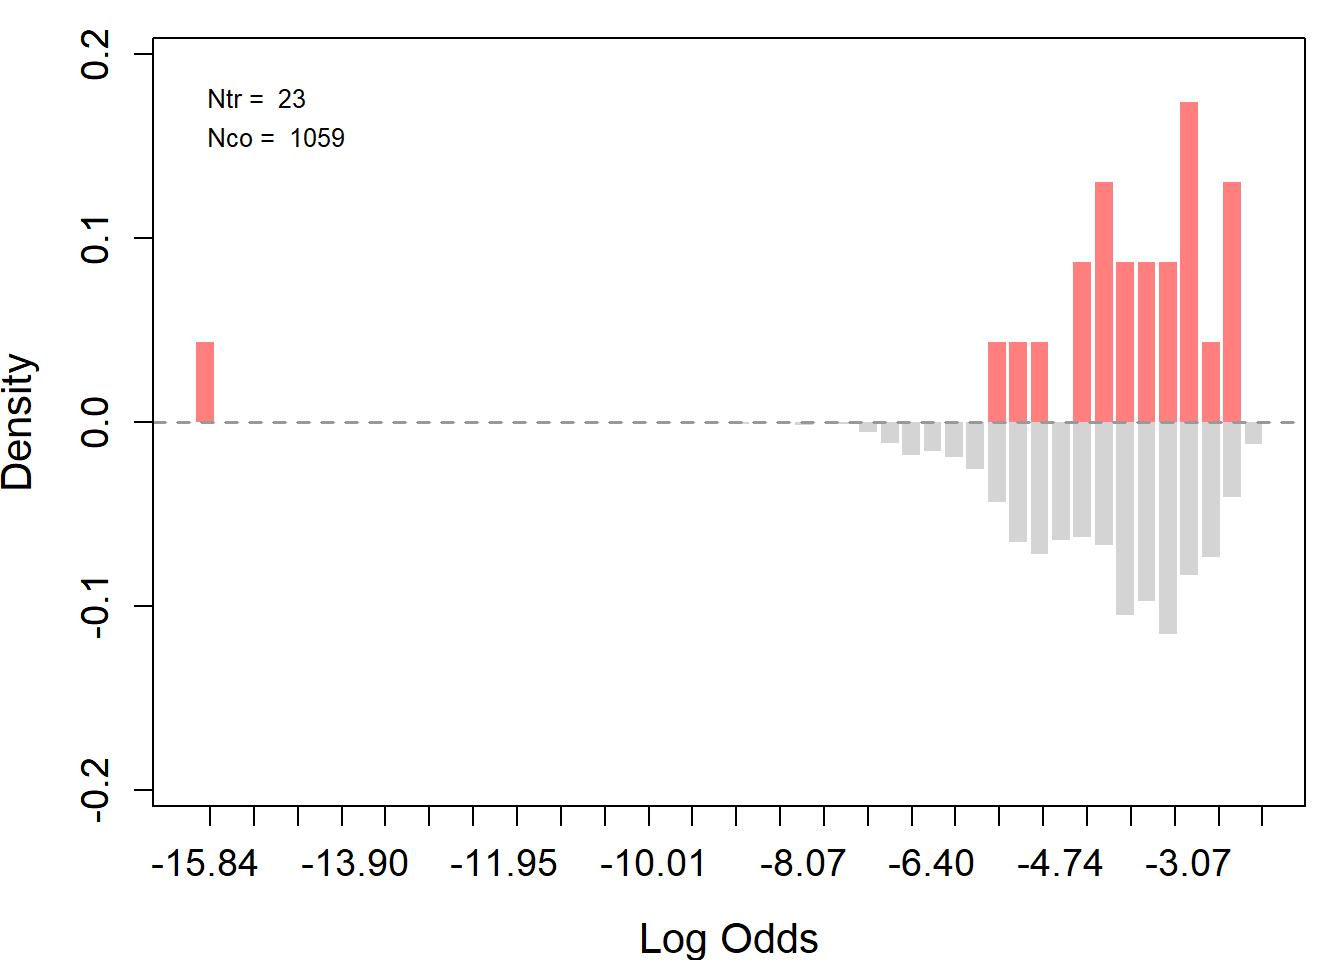 Ntr =  23
Nco =  1059
0.2
0.1
0.0
-0.1
-0.2
Density
-15.84 -13.90 -11.95 -10.01 -8.07 -6.40 -4.74 -3.07
Log Odds